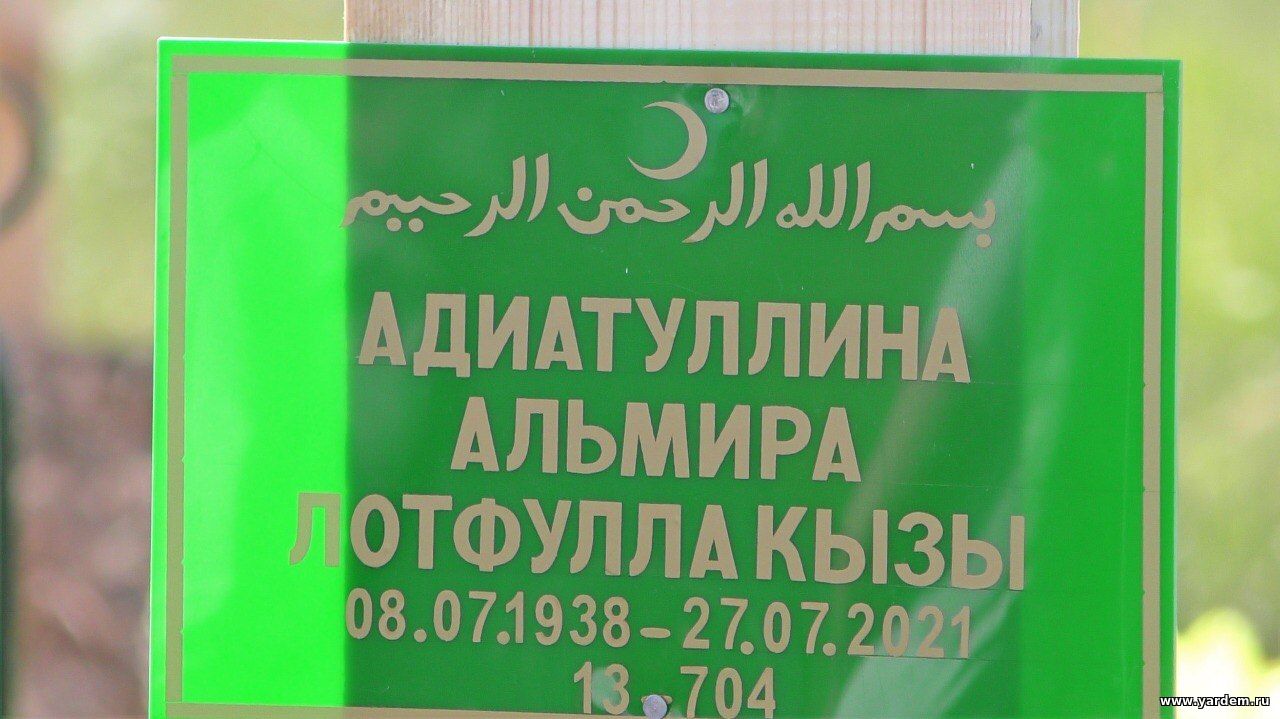 بسم الله الرحمن الرحيم
АДИАТУЛЛИНА
АЛЬМИРА
ЛОТФУЛЛА КЫЗЫ
08.07.1938-27.07.2021
13-704
www.yardem.ru